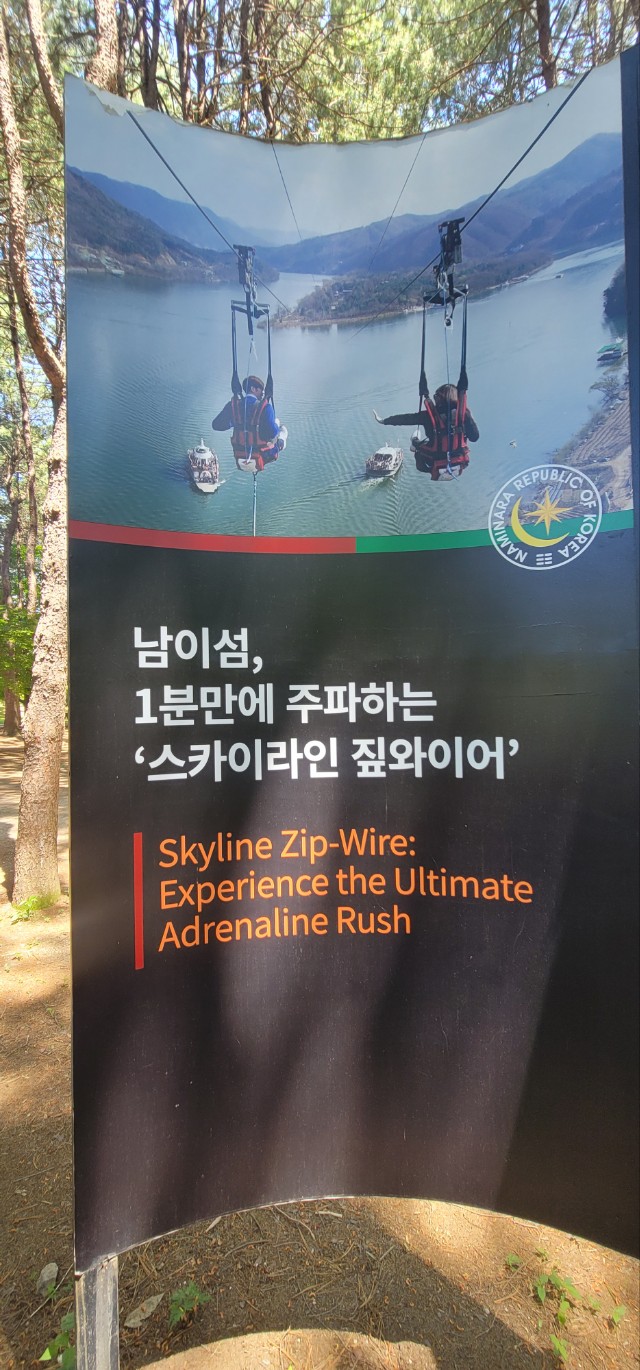 NAMINARA REPUBLIC OF KOREA
남이섬,
1분만에 주파하는
‘스카이라인 짚와이어’
Skyline Zip-Wire:
Experience the Ultimate
Adrenaline Rush